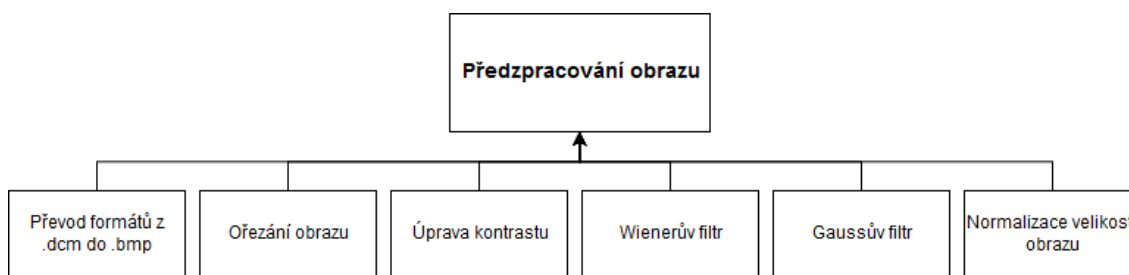 Předzpracování obrazu
Převod formátů z
.dcm do .bmp
Ořezání obrazu
Úprava kontrastu
Wienerův filtr
Gaussův filtr
Normalizace velikost
obrazu